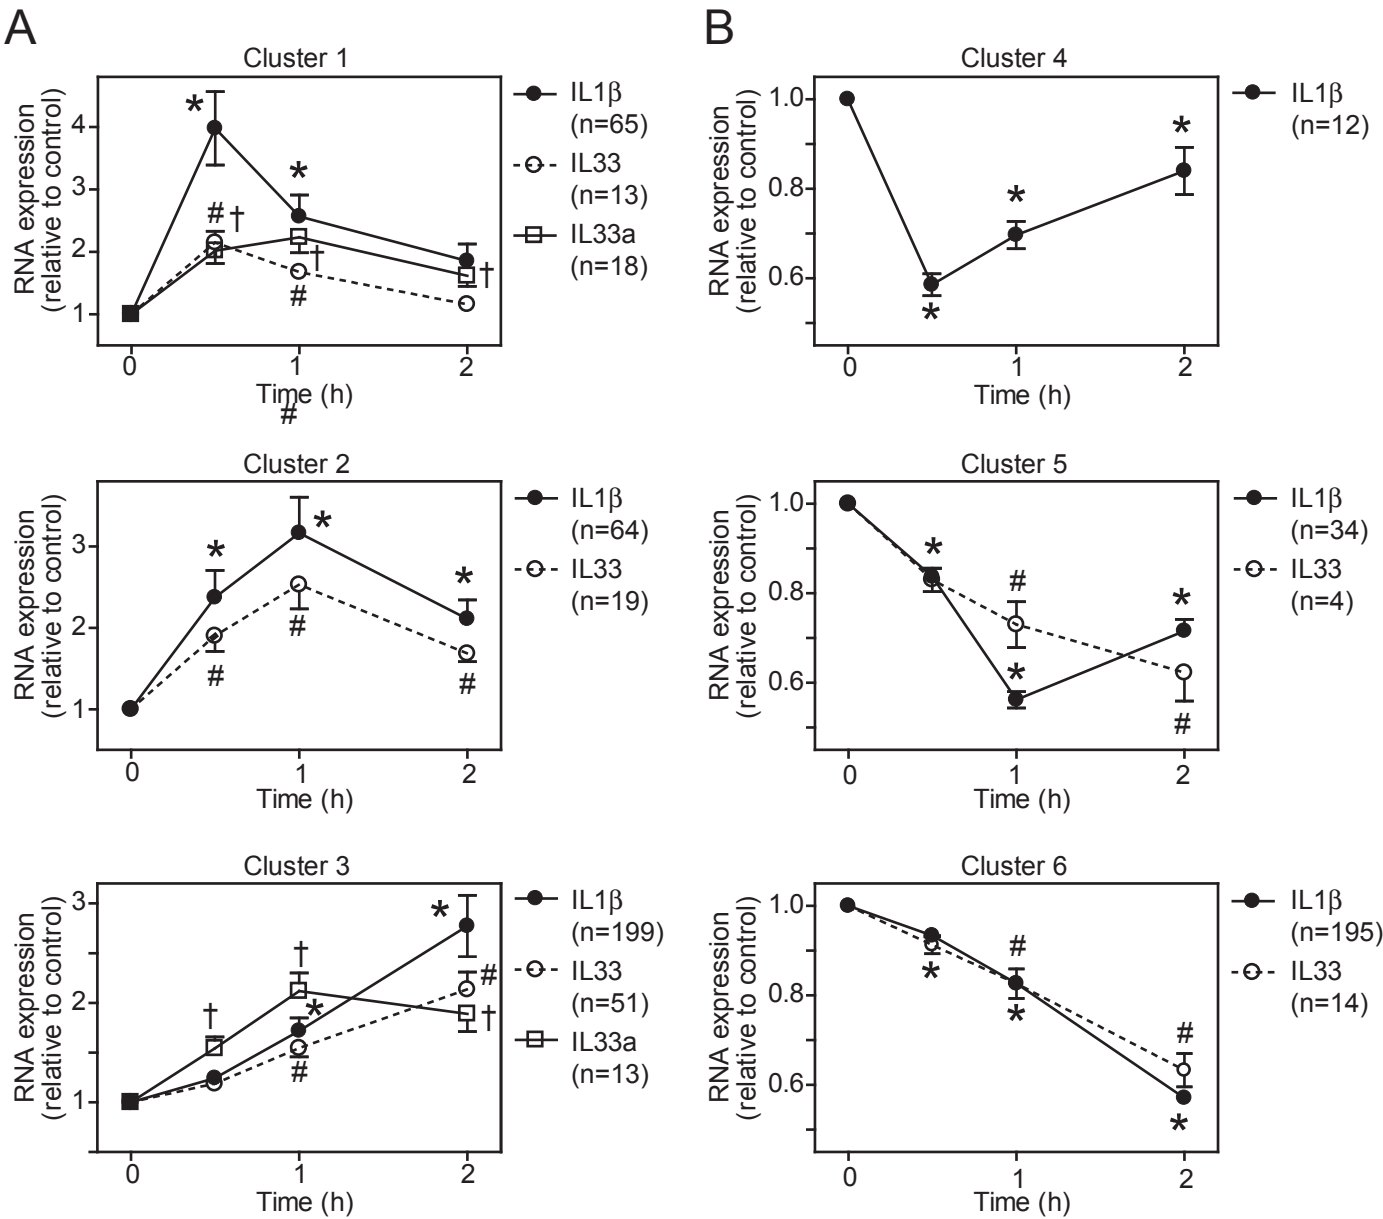 A
Cluster 1
RNA expression
(relative to control)
4
3
2
1
*
*
# †
†
#
†
0 1 2
Time (h)
#
IL1β
(n=65)
IL33
(n=13)
IL33a
(n=18)
Cluster 2
RNA expression
(relative to control)
3
2
1
*
*
*
#
#
#
0 1 2
Time (h)
IL1β
(n=64)
IL33
(n=19)
Cluster 3
RNA expression
(relative to control)
3
2
1
*
†
#
†
*
†
#
0 1 2
Time (h)
IL1β
(n=199)
IL33
(n=51)
IL33a
(n=13)
B
Cluster 4
RNA expression
(relative to control)
1.0
0.8
0.6
*
*
*
0 1 2
Time (h)
IL1β
(n=12)
Cluster 5
RNA expression
(relative to control)
1.0
0.8
0.6
*
#
*
*
#
0 1 2
Time (h)
IL1β
(n=34)
IL33
(n=4)
Cluster 6
RNA expression
(relative to control)
1.0
0.8
0.6
#
*
*
#
*
0 1 2
Time (h)
IL1β
(n=195)
IL33
(n=14)